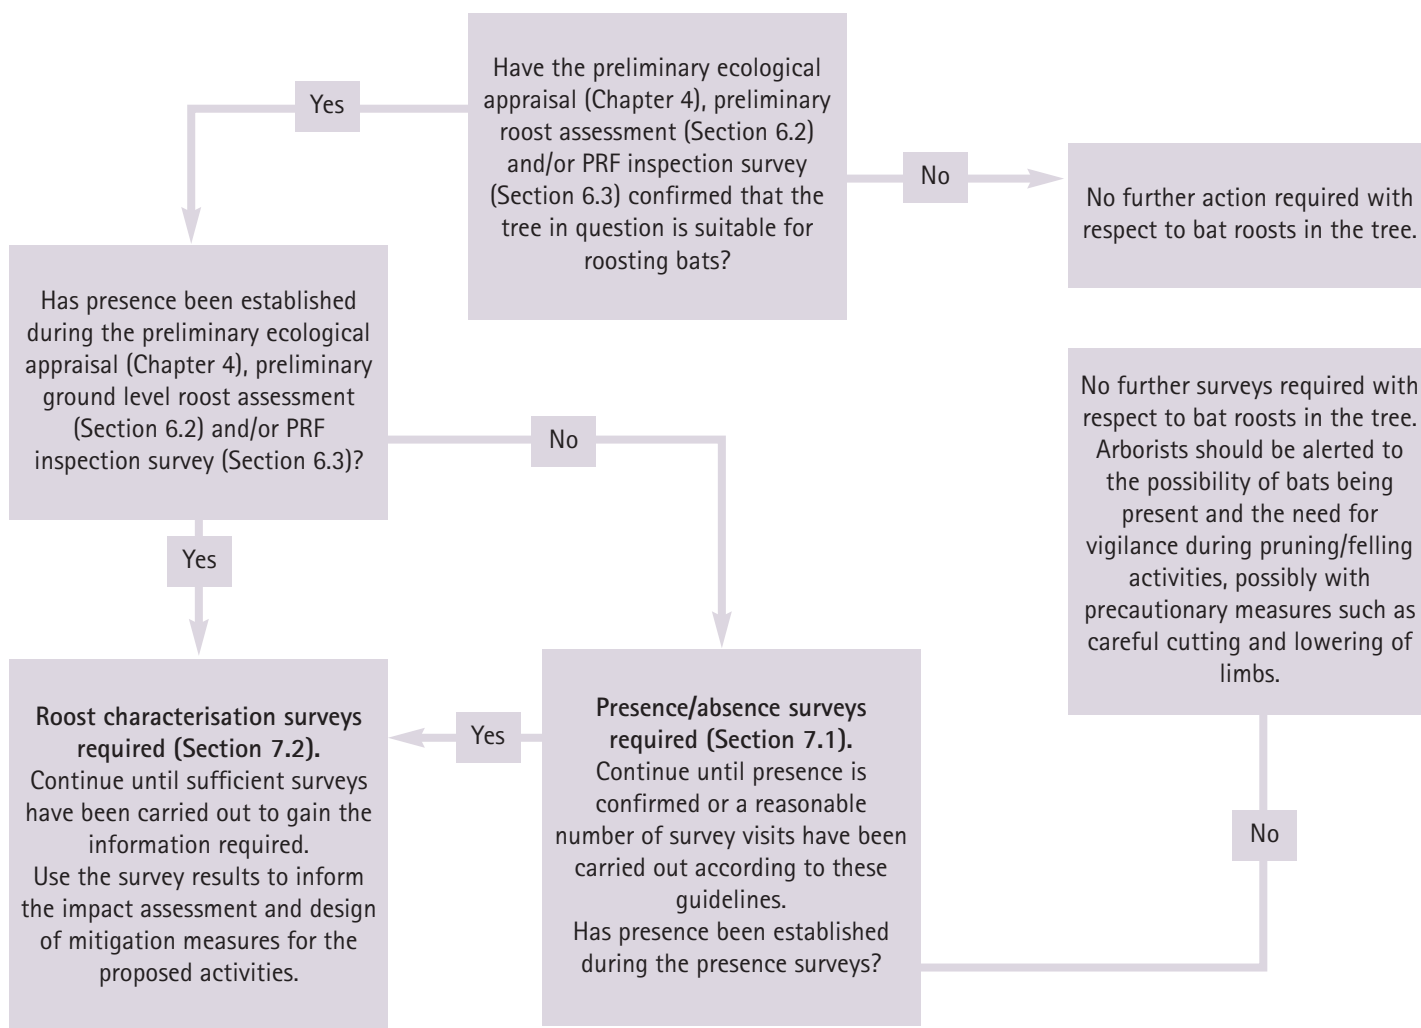 Have the preliminary ecological
appraisal (Chapter 4), preliminary
roost assessment (Section 6.2)
and/or PRF inspection survey
(Section 6.3) confirmed that the
tree in question is suitable for
roosting bats?
Yes
No
No further action required with
respect to bat roosts in the tree.
Has presence been established
during the preliminary ecological
appraisal (Chapter 4), preliminary
ground level roost assessment
(Section 6.2) and/or PRF
inspection survey (Section 6.3)?
No
Yes
No further surveys required with
respect to bat roosts in the tree.
Arborists should be alerted to
the possibility of bats being
present and the need for
vigilance during pruning/felling
activities, possibly with
precautionary measures such as
careful cutting and lowering of
limbs.
Roost characterisation surveys
required (Section 7.2).
Continue until sufficient surveys
have been carried out to gain the
information required.
Use the survey results to inform
the impact assessment and design
of mitigation measures for the
proposed activities.
Yes
Presence/absence surveys
required (Section 7.1).
Continue until presence is
confirmed or a reasonable
number of survey visits have been
carried out according to these
guidelines.
Has presence been established
during the presence surveys?
No